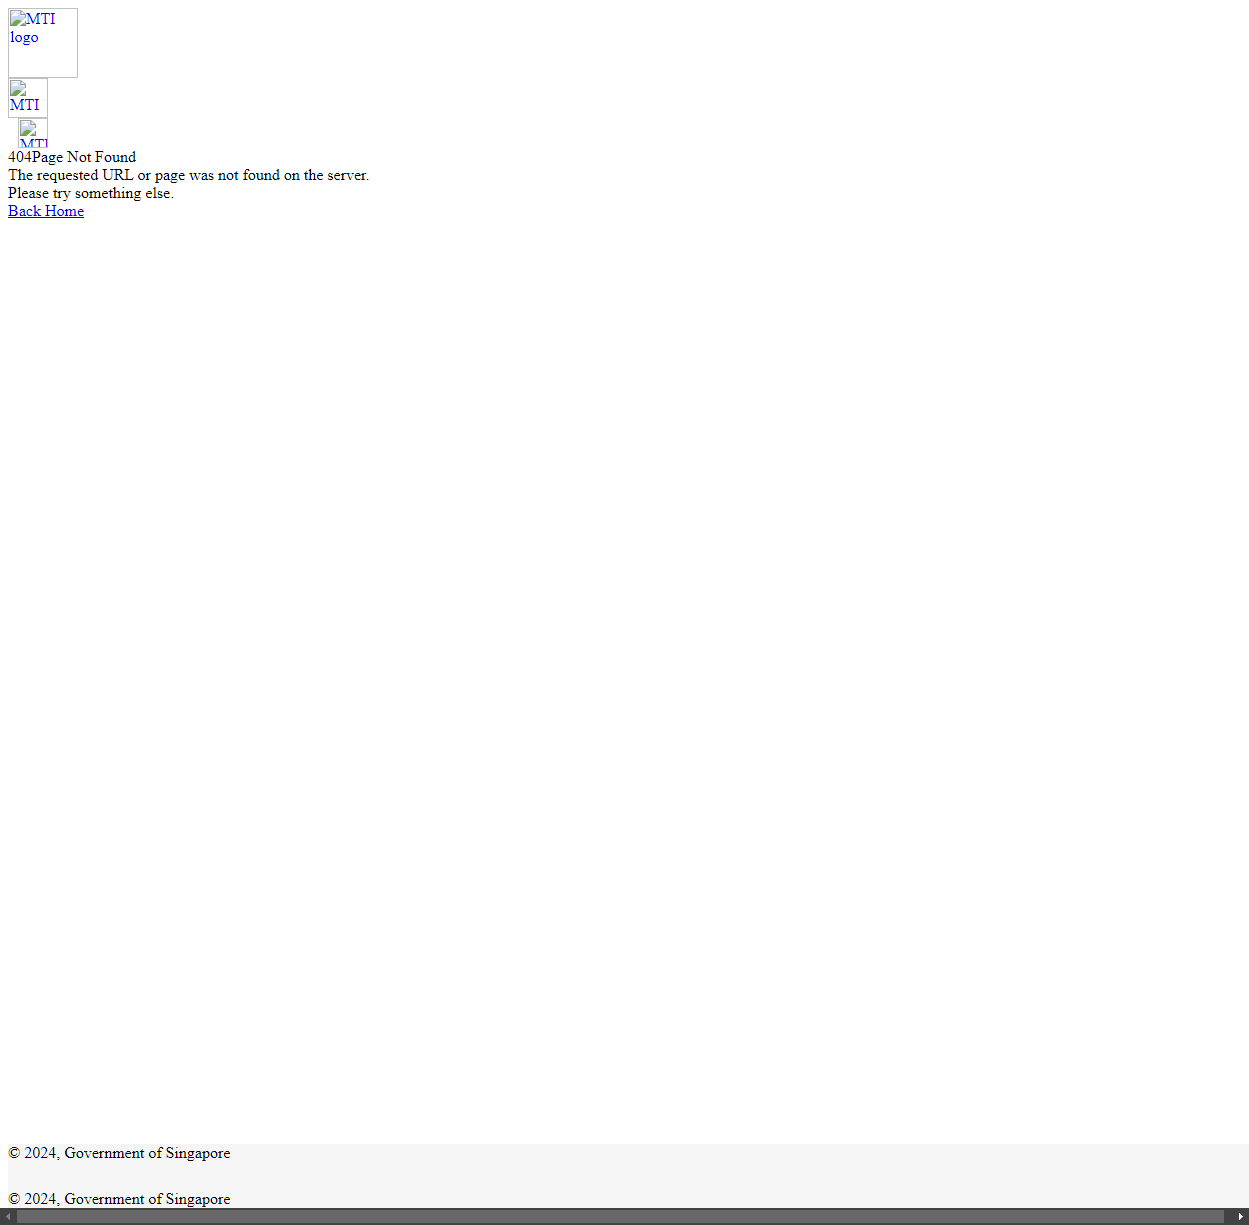 MTI
logo
MTI
MTI
404Page Not Found
The requested URL or page was not found on the server.
Please try something else.
Back Home
© 2024, Government of Singapore
© 2024, Government of Singapore